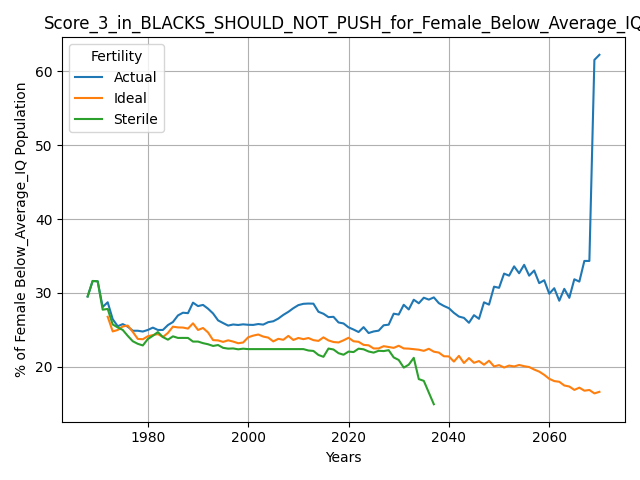 Score_3_in_BLACKS_SHOULD_NOT_PUSH_for_Female_Below_Average_IQ
Fertility
Actual
Ideal
Sterile
% of Female Below_Average_IQ Population
60
50
40
30
20
1980
2000
2020
2040
2060
Years